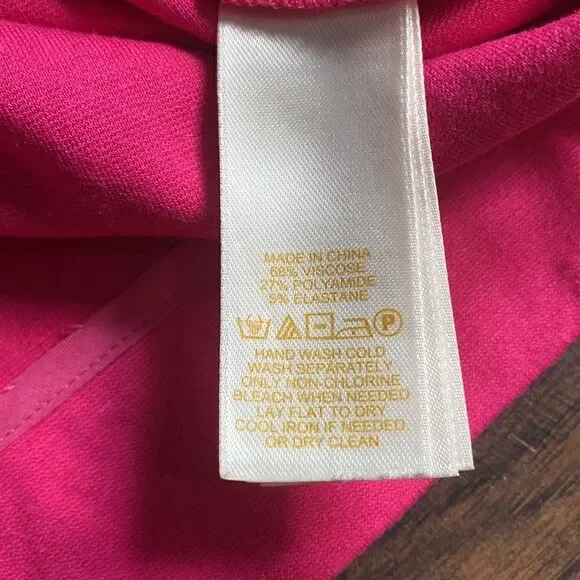 MADE IN CHINA
68% VISCOSE
27% POLYAMIDE
5% ELASTANE
P
HAND WASH COLD
WASH SEPARATELY
ONLY NON-CHLORINE
BLEACH WHEN NEEDED
LAY FLAT TO DRY
COOL IRON IF NEEDED.
OR DRY CLEAN